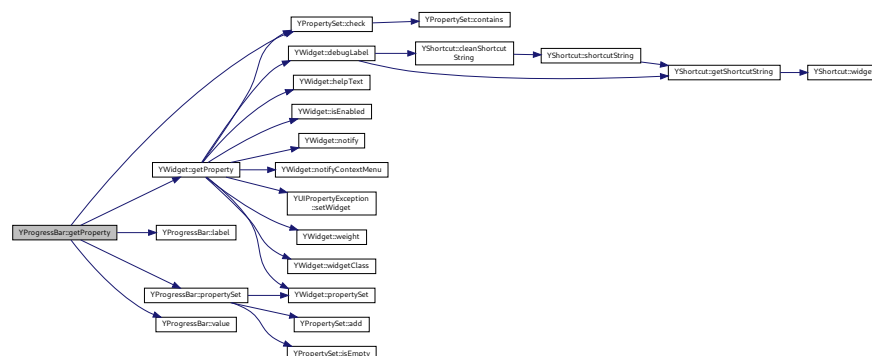 YPropertySet::check
YPropertySet::contains
YWidget::debugLabel
YShortcut::cleanShortcut
String
YShortcut::shortcutString
YShortcut::getShortcutString
YShortcut::widget
YWidget::helpText
YWidget::isEnabled
YWidget::notify
YWidget::getProperty
YWidget::notifyContextMenu
YUIPropertyException
::setWidget
YProgressBar::getProperty
YProgressBar::label
YWidget::weight
YWidget::widgetClass
YProgressBar::propertySet
YWidget::propertySet
YProgressBar::value
YPropertySet::add
YPropertySet::isEmpty